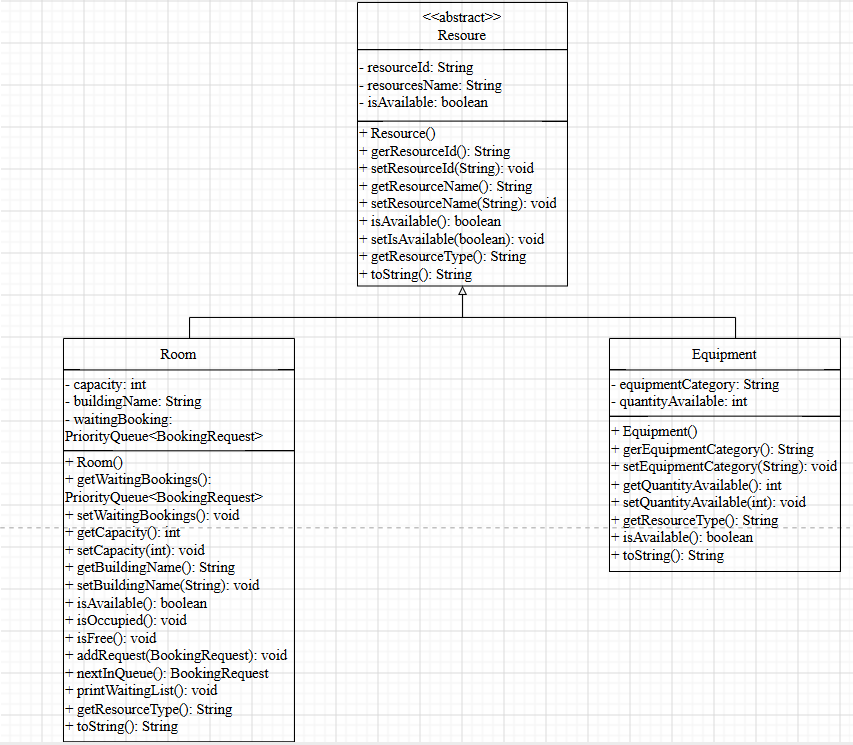 <<abstract>>
Resoure
- resourceId: String
- resourcesName: String
- isAvailable: boolean
+ Resource()
+ gerResourceId(): String
+ setResourceId(String): void
+ getResourceName(): String
+ setResourceName(String): void
+ isAvailable(): boolean
+ setIsAvailable(boolean): void
+ getResourceType(): String
+ toString(): String
Room
- capacity: int
- buildingName: String
- waitingBooking:
PriorityQueue<BookingRequest>
+ Room()
+ getWaitingBookings():
PriorityQueue<BookingRequest>
+ setWaitingBookings(): void
+ getCapacity(): int
+ setCapacity(int): void
+ getBuildingName(): String
+ setBuildingName(String): void
+ isAvailable(): boolean
+ isOccupied(): void
+ isFree(): void
+ addRequest(BookingRequest): void
+ nextInQueue(): BookingRequest
+ printWaitingList(): void
+ getResourceType(): String
+ toString(): String
Equipment
- equipmentCategory: String
- quantityAvailable: int
+ Equipment()
+ gerEquipmentCategory(): String
+ setEquipmentCategory(String): void
+ getQuantityAvailable(): int
+ setQuantityAvailable(int): void
+ getResourceType(): String
+ isAvailable(): boolean
+ toString(): String